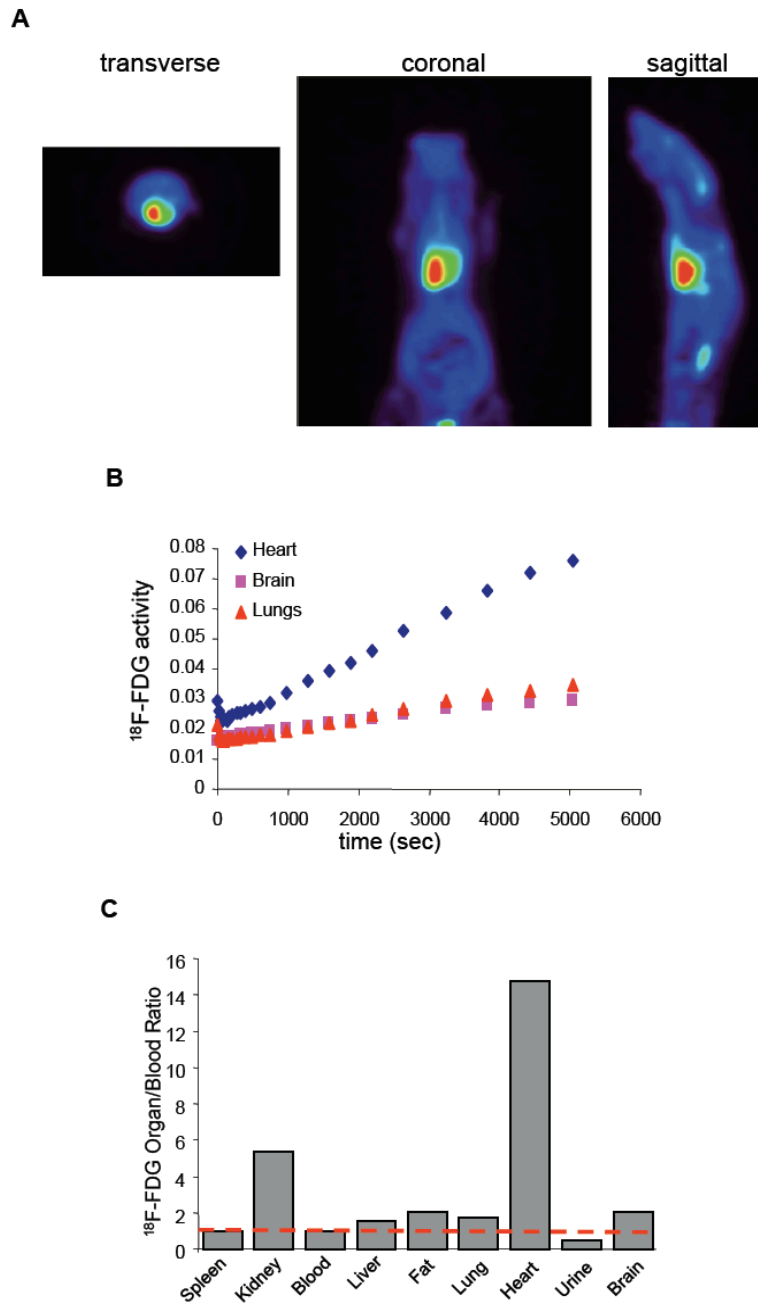 A
transverse
coronal
sagittal
B
0.08
0.07
0.06
0.05
0.04
0.03
0.02
0.01
0
Heart
Brain
Lungs
¹⁸F-FDG activity
0 1000 2000 3000 4000 5000 6000
time (sec)
C
16
14
12
10
8
6
4
2
0
¹⁸F-FDG Organ/Blood Ratio
Spleen Kidney Blood Liver Fat Lung Heart Urine Brain